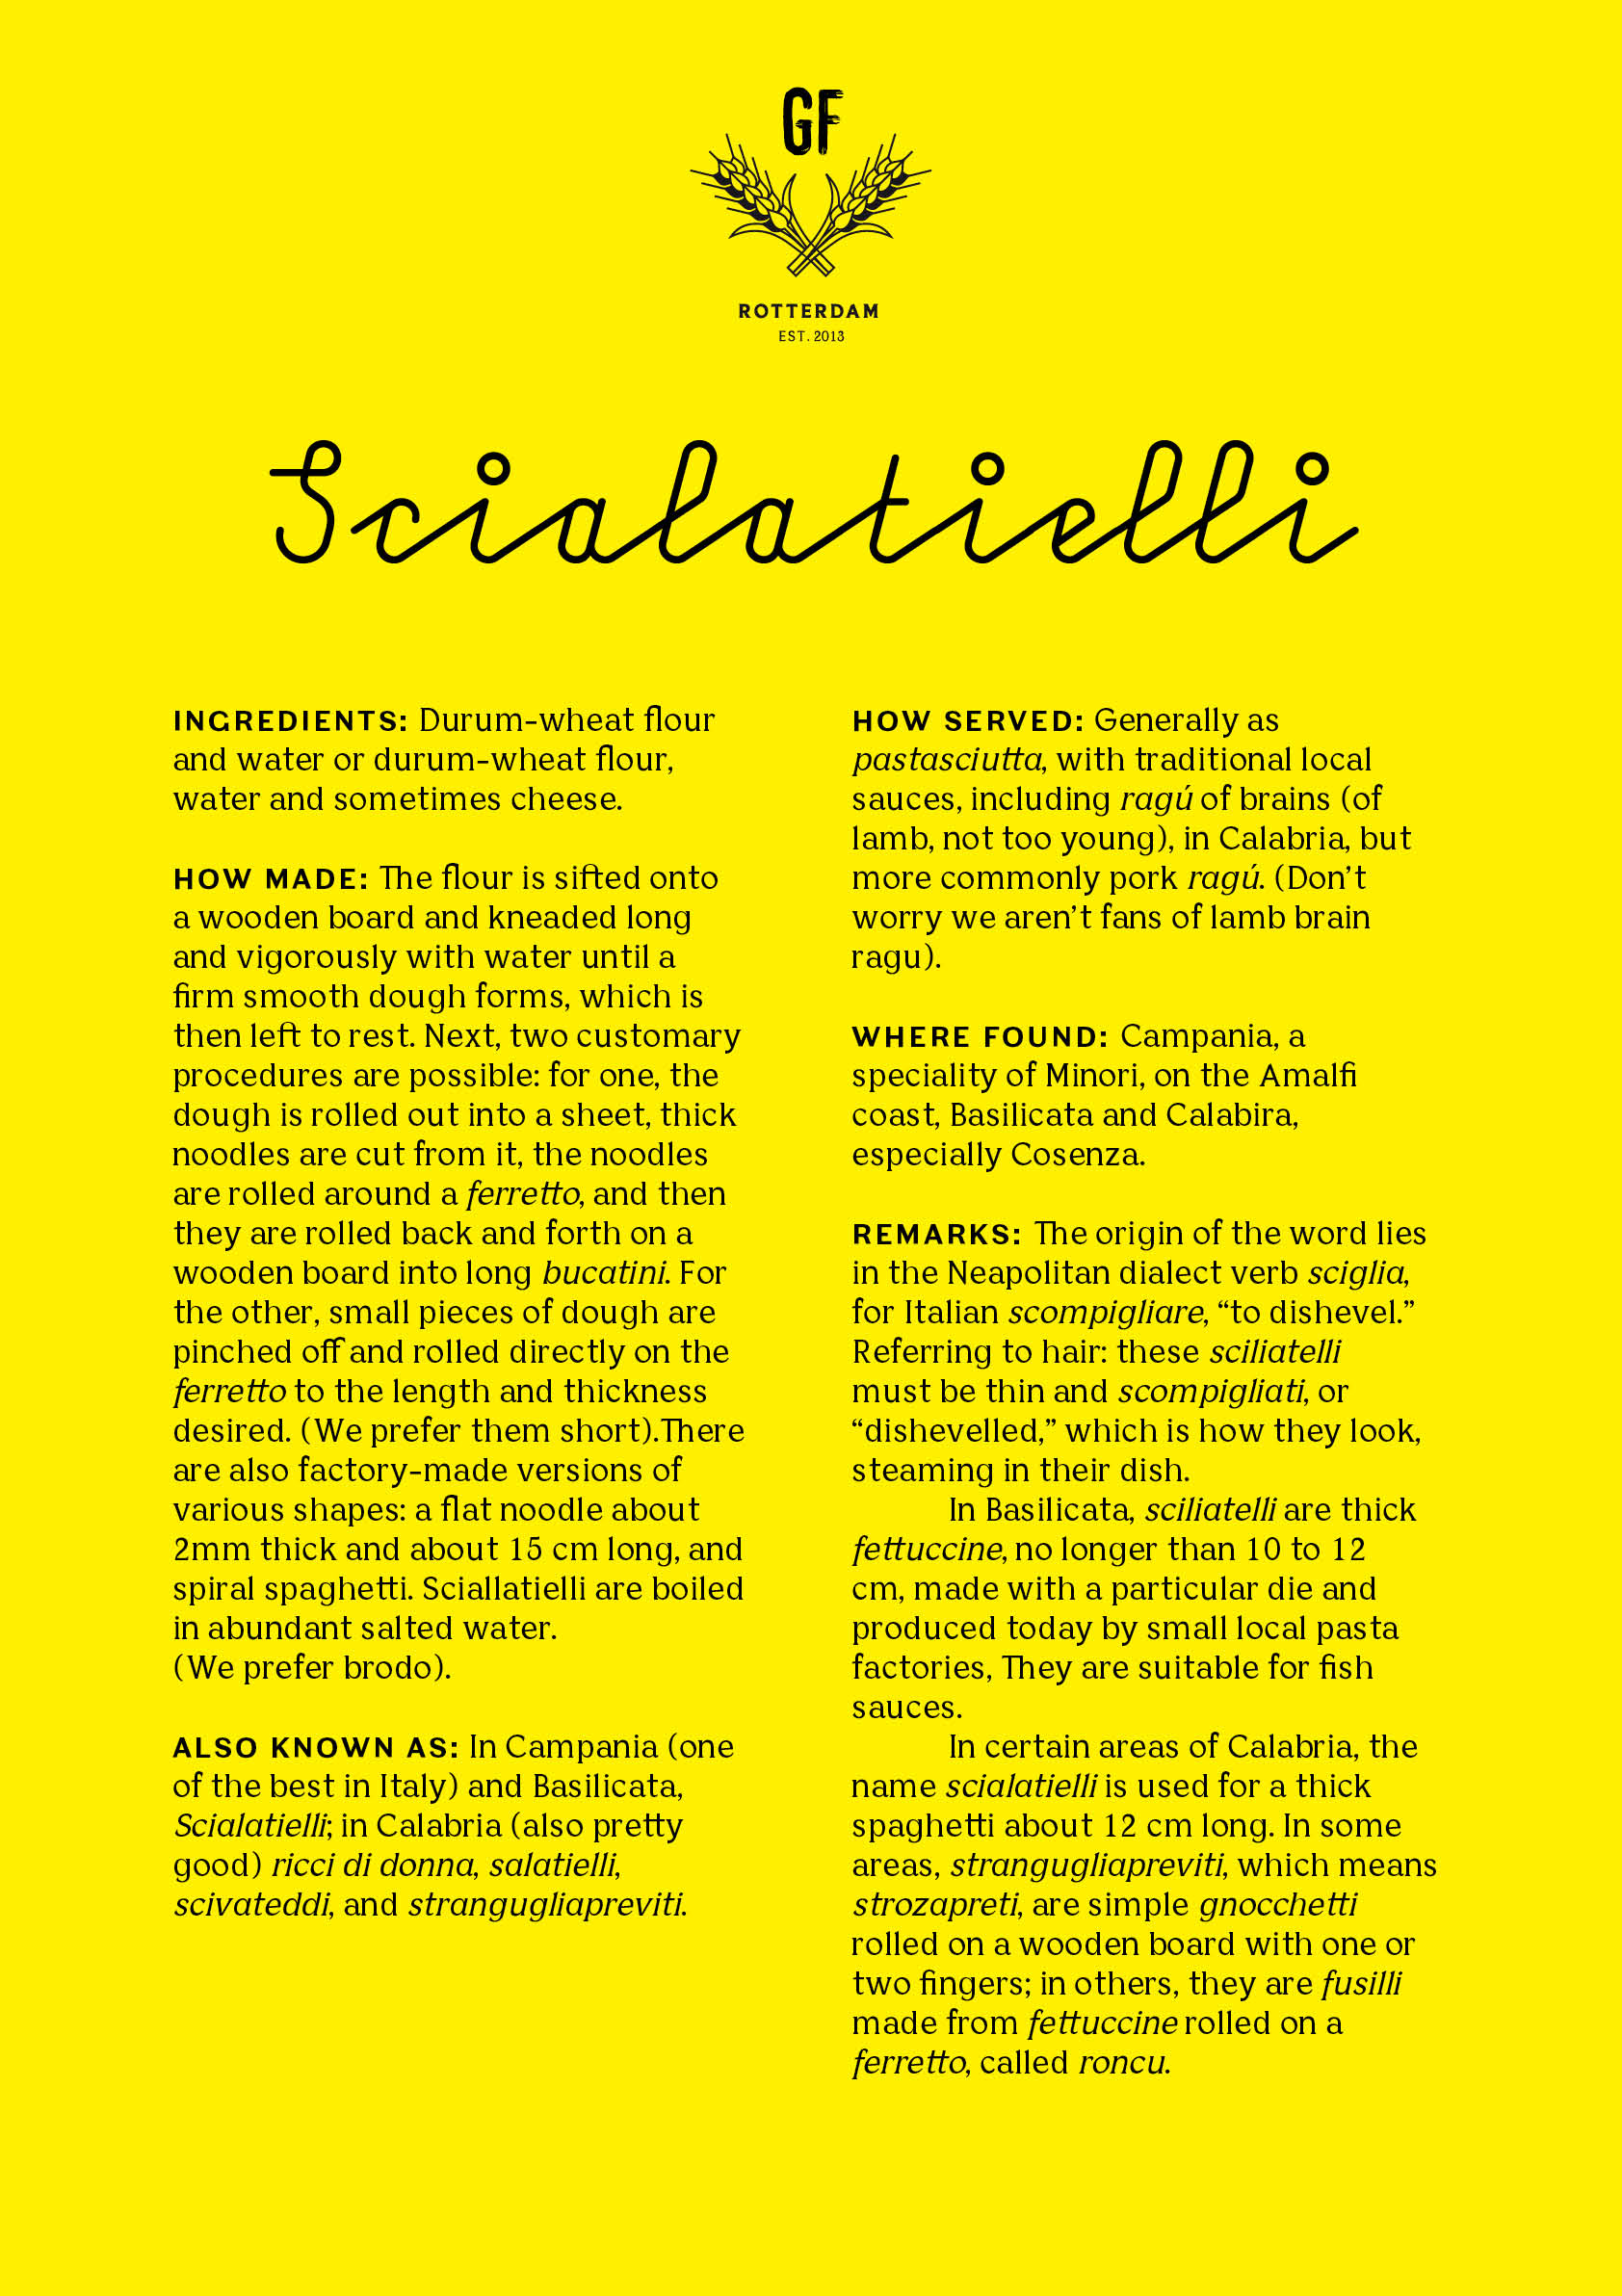 GF
ROTTERDAM
EST. 2013
Scialatielli
INGREDIENTS: Durum-wheat flour
and water or durum-wheat flour,
water and sometimes cheese.
HOW MADE: The flour is sifted onto
a wooden board and kneaded long
and vigorously with water until a
firm smooth dough forms, which is
then left to rest. Next, two customary
procedures are possible: for one, the
dough is rolled out into a sheet, thick
noodles are cut from it, the noodles
are rolled around a ferretto, and then
they are rolled back and forth on a
wooden board into long bucatini. For
the other, small pieces of dough are
pinched off and rolled directly on the
ferretto to the length and thickness
desired. (We prefer them short).There
are also factory-made versions of
various shapes: a flat noodle about
2mm thick and about 15 cm long, and
spiral spaghetti. Sciallatielli are boiled
in abundant salted water.
(We prefer brodo).
ALSO KNOWN AS: In Campania (one
of the best in Italy) and Basilicata,
Scialatielli; in Calabria (also pretty
good) ricci di donna, salatielli,
scivateddi, and strangugliapreviti.
HOW SERVED: Generally as
pastasciutta, with traditional local
sauces, including ragú of brains (of
lamb, not too young), in Calabria, but
more commonly pork ragú. (Don’t
worry we aren’t fans of lamb brain
ragu).
WHERE FOUND: Campania, a
speciality of Minori, on the Amalfi
coast, Basilicata and Calabira,
especially Cosenza.
REMARKS: The origin of the word lies
in the Neapolitan dialect verb sciglia,
for Italian scompigliare, “to dishevel.”
Referring to hair: these sciliatelli
must be thin and scompigliati, or
“dishevelled,” which is how they look,
steaming in their dish.
In Basilicata, sciliatelli are thick
fettuccine, no longer than 10 to 12
cm, made with a particular die and
produced today by small local pasta
factories, They are suitable for fish
sauces.
In certain areas of Calabria, the
name scialatielli is used for a thick
spaghetti about 12 cm long. In some
areas, strangugliapreviti, which means
strozapreti, are simple gnocchetti
rolled on a wooden board with one or
two fingers; in others, they are fusilli
made from fettuccine rolled on a
ferretto, called roncu.